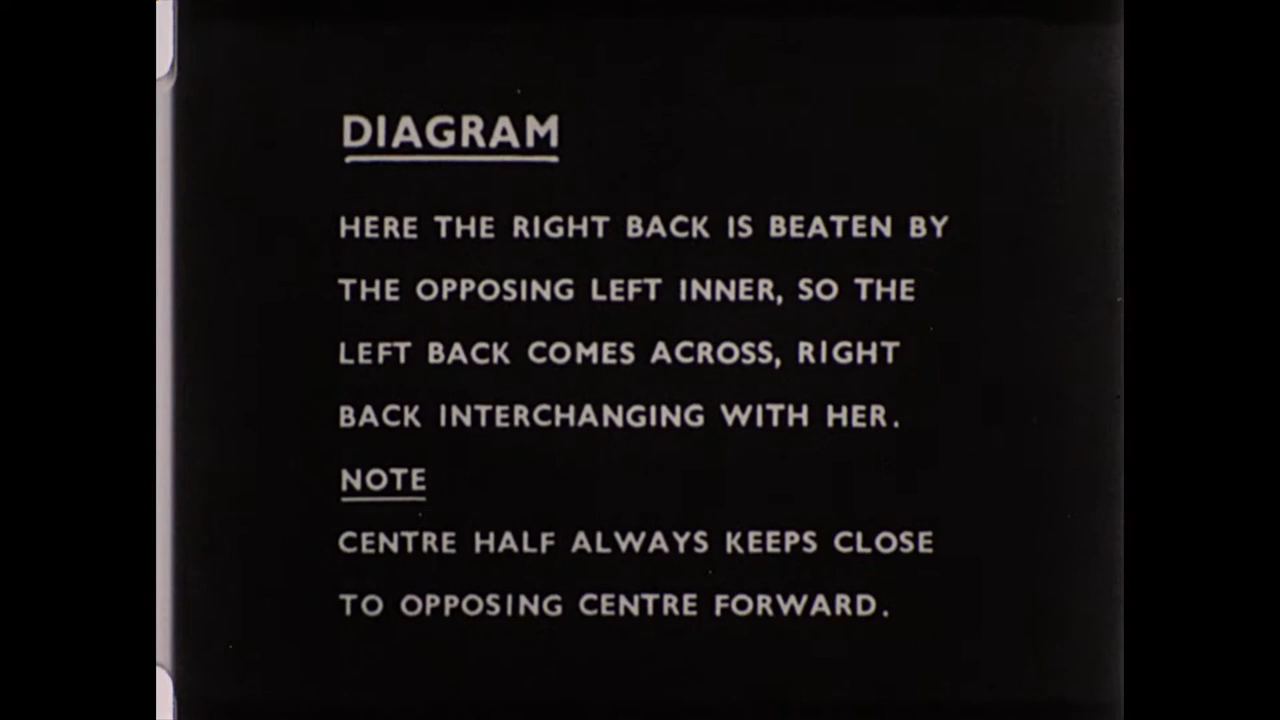 DIAGRAM
HERE THE RIGHT BACK IS BEATEN BY
THE OPPOSING LEFT INNER, SO THE
LEFT BACK COMES ACROSS, RIGHT
BACK INTERCHANGING WITH HER.
NOTE
CENTRE HALF ALWAYS KEEPS CLOSE
TO OPPOSING CENTRE FORWARD.